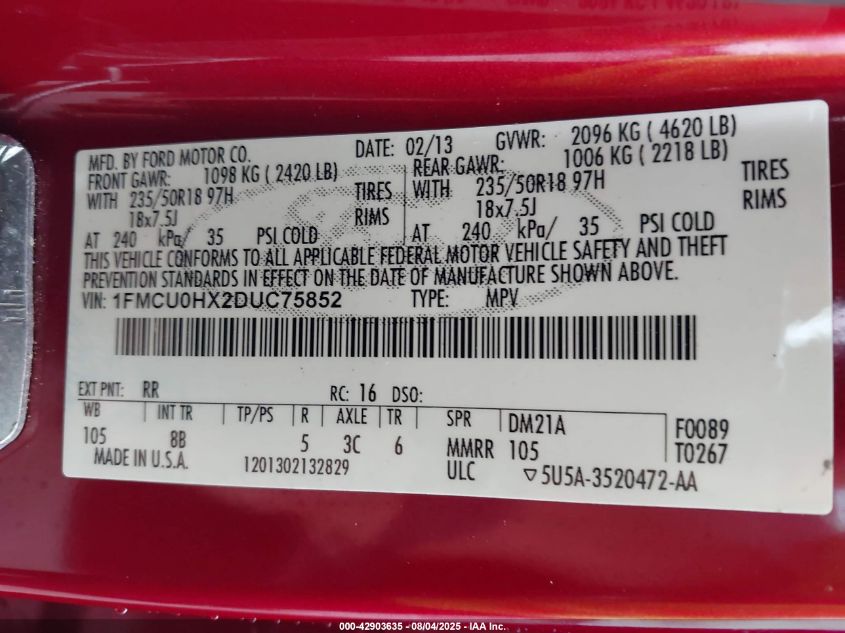 MFD. BY FORD MOTOR CO. DATE: 02/13 GVWR: 2096 KG ( 4620 LB)
FRONT GAWR: 1098 KG ( 2420 LB) REAR GAWR: 1006 KG ( 2218 LB)
WITH 235/50R18 97H TIRES WITH 235/50R18 97H TIRES
18x7.5J RIMS 18x7.5J RIMS
AT 240 kPa/ 35 PSI COLD AT 240 kPa/ 35 PSI COLD
THIS VEHICLE CONFORMS TO ALL APPLICABLE FEDERAL MOTOR VEHICLE SAFETY AND THEFT
PREVENTION STANDARDS IN EFFECT ON THE DATE OF MANUFACTURE SHOWN ABOVE.
VIN: 1FMCU0HX2DUC75852 TYPE: MPV
EXT PNT: RR RC: 16 DSO:
WB INT TR TP/PS R AXLE TR SPR DM21A F0089
105 8B 5 3C 6 MMRR 105 T0267
MADE IN U.S.A. 1201302132829 ULC ▽5U5A-3520472-AA
000-42903635 - 08/04/2025 - IAA Inc.